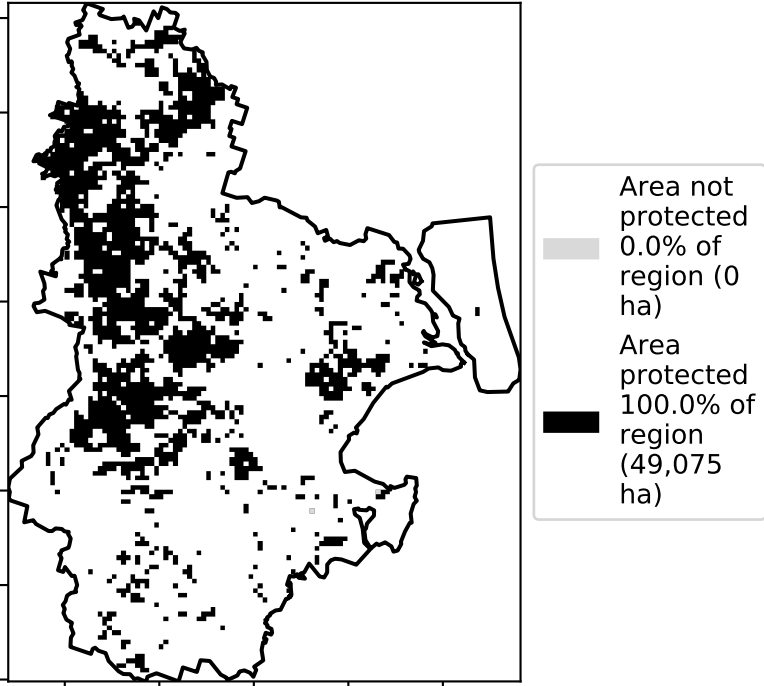 Area not
protected
0.0% of
region (0
ha)
Area
protected
100.0% of
region
(49,075
ha)